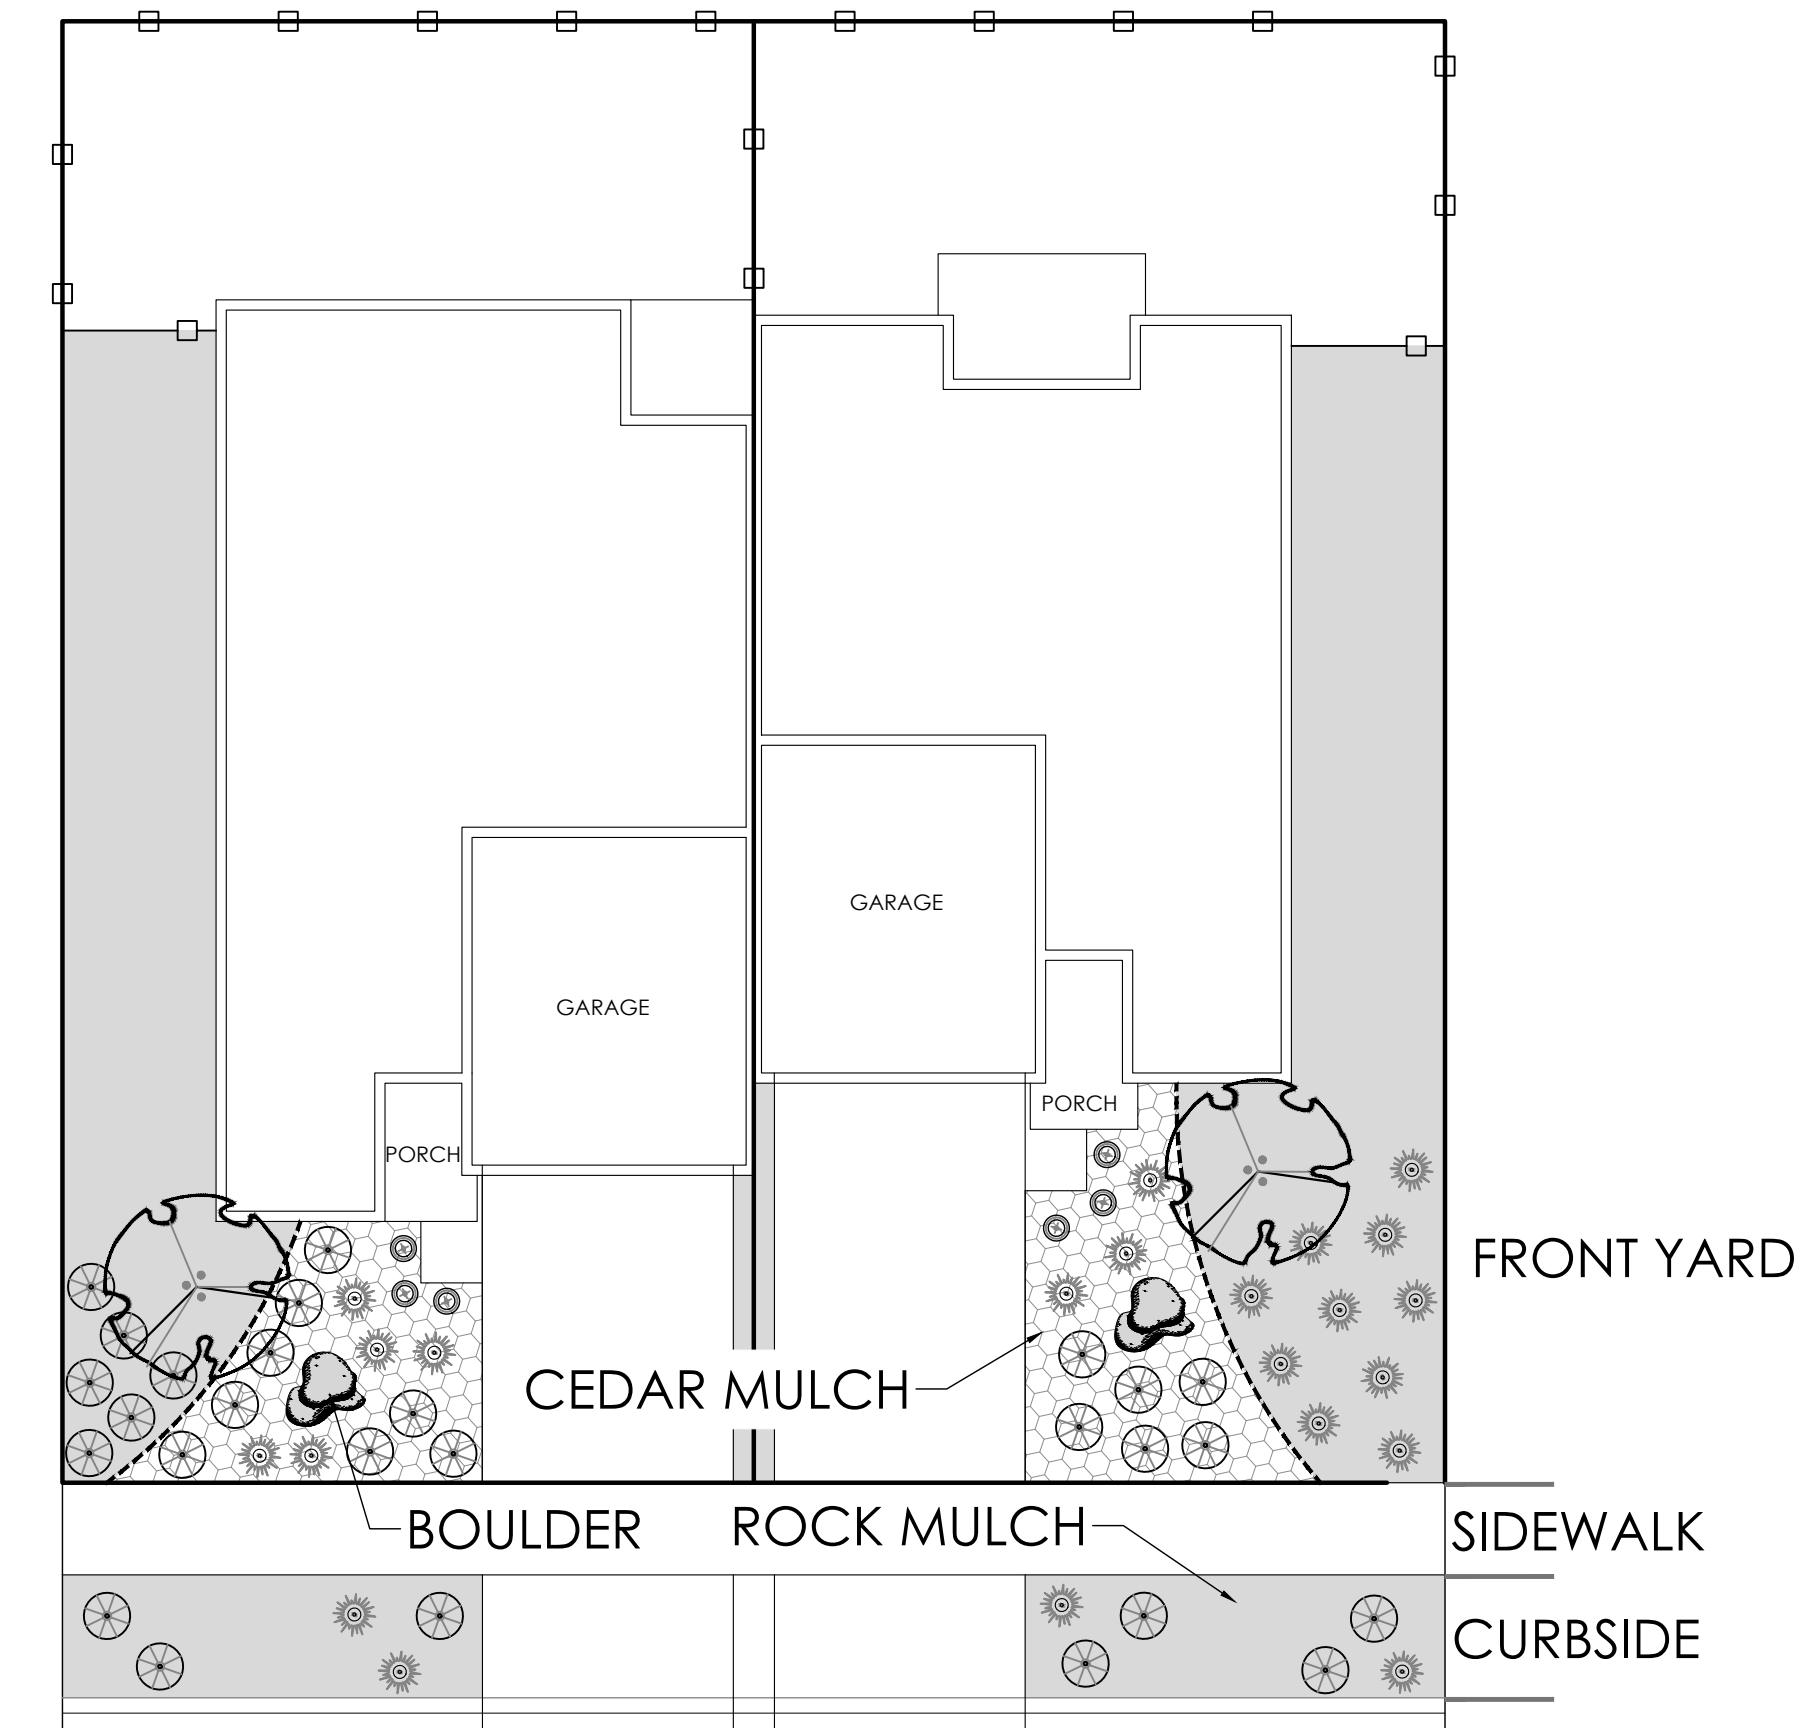 GARAGE
GARAGE
PORCH
PORCH
FRONT YARD
CEDAR MULCH
BOULDER
ROCK MULCH
SIDEWALK
CURBSIDE